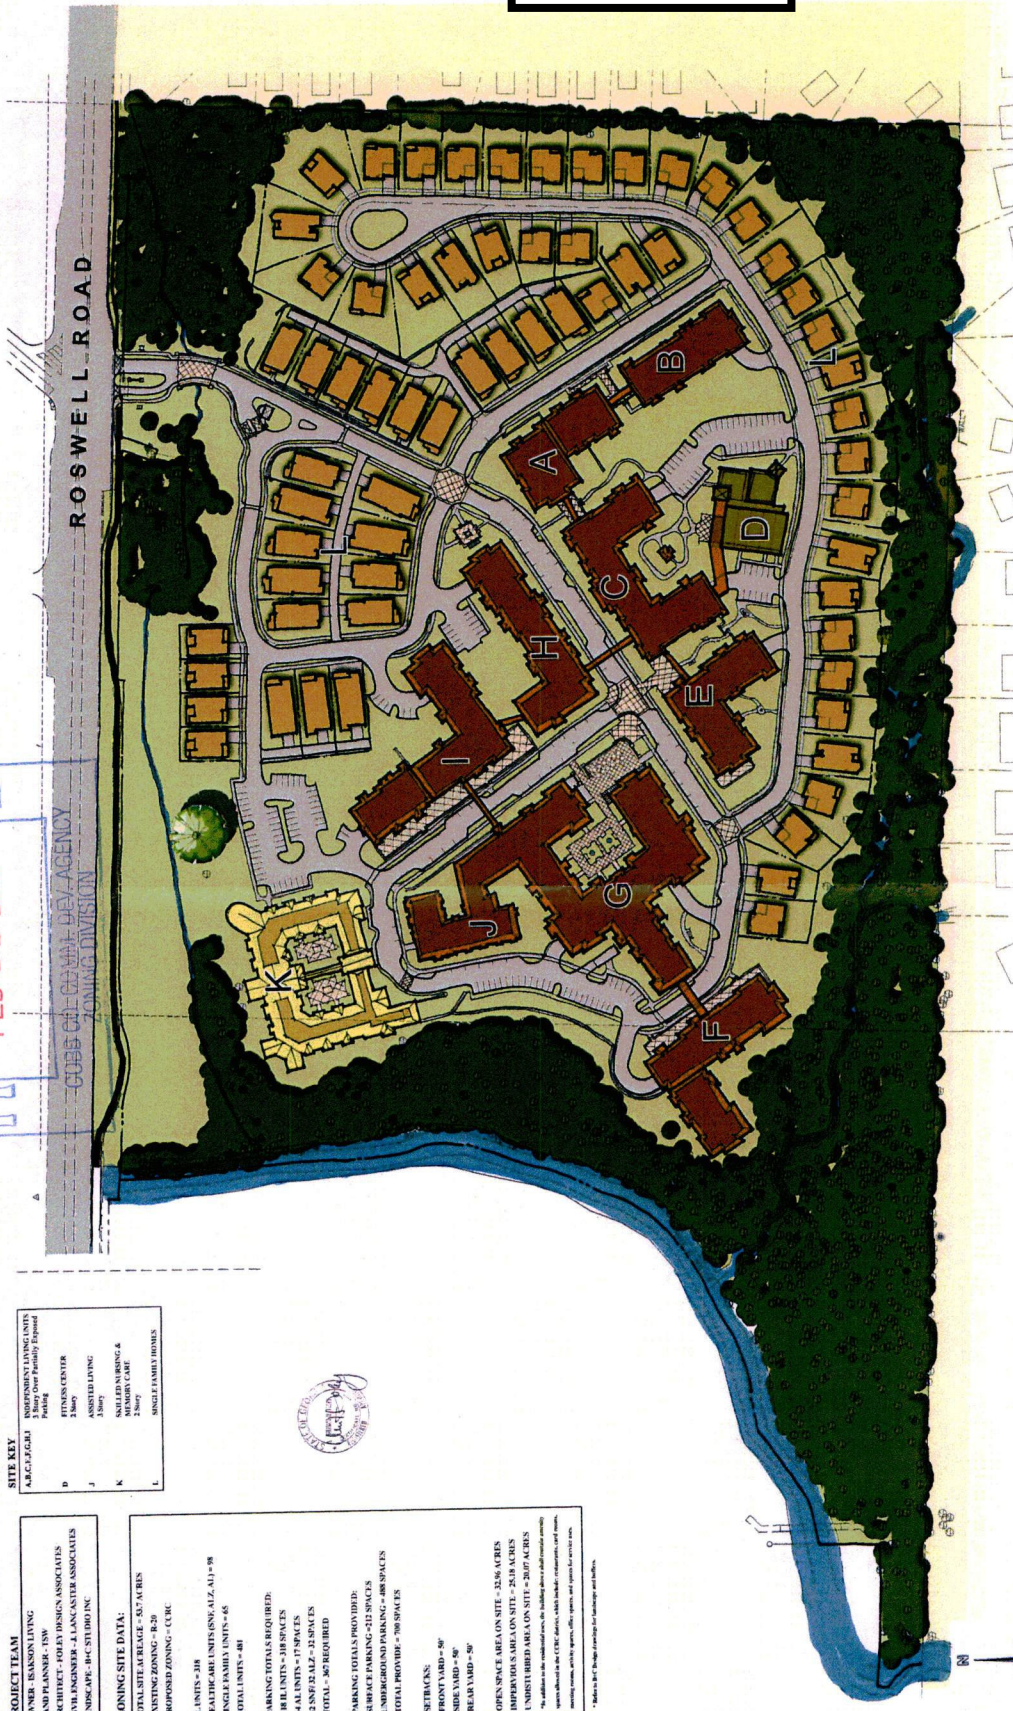 ROSWELL ROAD
COBB CO. COMM. DEV. AGENCY
ZONING DIVISION
A
B
C
D
E
F
G
H
I
J
K
L
L
N
SITE KEY
A,B,C,E,F,G,H,I INDEPENDENT LIVING UNITS
3 Story Over Partially Exposed
Parking
D FITNESS CENTER
2 Story
J ASSISTED LIVING
3 Story
K SKILLED NURSING &
MEMORY CARE
2 Story
L SINGLE FAMILY HOMES
ROJECT TEAM
WNER - ISAKSON LIVING
AND PLANNER - TSW
RCHITECT - FOLEY DESIGN ASSOCIATES
VIL ENGINEER - J. LANCASTER ASSOCIATES
NDSCAPE - B+C STUDIO INC
ONING SITE DATA:
OTAL SITE ACREAGE = 53.7 ACRES
XISTING ZONING = R-20
ROPOSED ZONING = CCRC
L UNITS = 338
EALTHCARE UNITS (SNF, ALZ, AL) = 98
INGLE FAMILY UNITS = 65
OTAL UNITS = 481
ARKING TOTALS REQUIRED:
18 IL UNITS = 318 SPACES
4 AL UNITS = 17 SPACES
2 SNF/32 ALZ = 32 SPACES
OTAL = 367 REQUIRED
PARKING TOTALS PROVIDED:
SURFACE PARKING = 212 SPACES
UNDERGROUND PARKING = 488 SPACES
TOTAL PROVIDE = 700 SPACES
SETBACKS:
FRONT YARD = 50'
SIDE YARD = 50'
REAR YARD = 50'
OPEN SPACE AREA ON SITE = 32.96 ACRES
IMPERVIOUS AREA ON SITE = 25.18 ACRES
UNDISTURBED AREA ON SITE = 20.07 ACRES